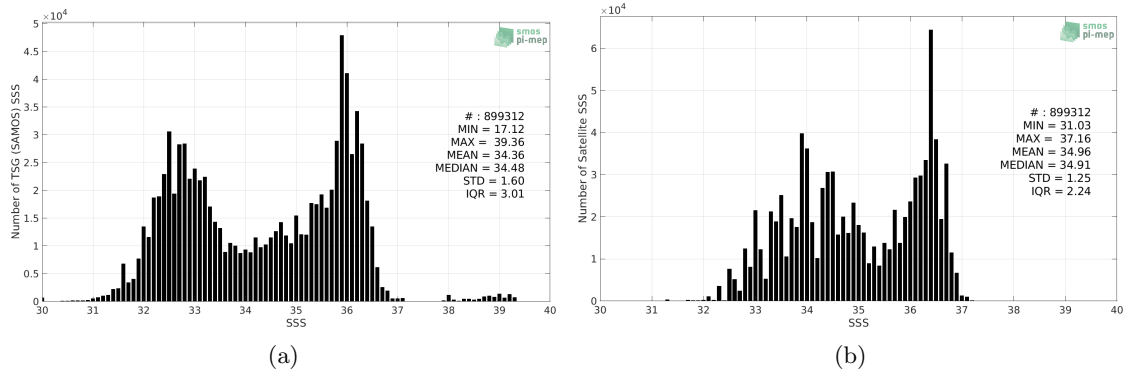 ×10⁴
smos
pi-mep
Number of TSG (SAMOS) SSS
5
4.5
4
3.5
3
2.5
2
1.5
1
0.5
0
# : 899312
MIN = 17.12
MAX = 39.36
MEAN = 34.36
MEDIAN = 34.48
STD = 1.60
IQR = 3.01
30 31 32 33 34 35 36 37 38 39 40
SSS
(a)
×10⁴
smos
pi-mep
Number of Satellite SSS
6
5
4
3
2
1
0
# : 899312
MIN = 31.03
MAX = 37.16
MEAN = 34.96
MEDIAN = 34.91
STD = 1.25
IQR = 2.24
30 31 32 33 34 35 36 37 38 39 40
SSS
(b)